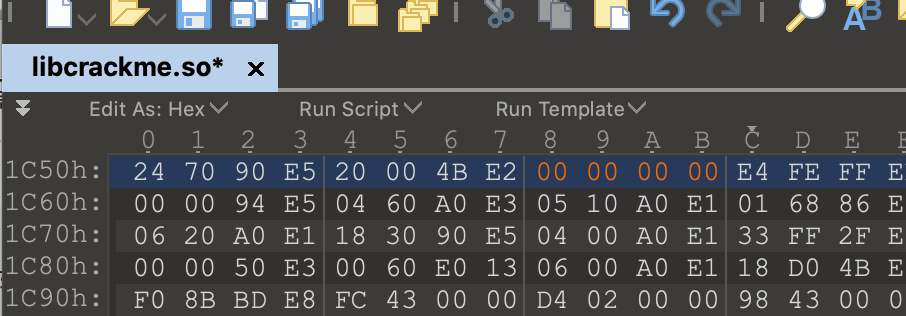 libcrackme.so* ×
Edit As: Hex Run Script Run Template
0 1 2 3 4 5 6 7 8 9 A B C D E
1C50h: 24 70 90 E5 20 00 4B E2 00 00 00 00 E4 FE FF E
1C60h: 00 00 94 E5 04 60 A0 E3 05 10 A0 E1 01 68 86 E
1C70h: 06 20 A0 E1 18 30 90 E5 04 00 A0 E1 33 FF 2F E
1C80h: 00 00 50 E3 00 60 E0 13 06 00 A0 E1 18 D0 4B E
1C90h: F0 8B BD E8 FC 43 00 00 D4 02 00 00 98 43 00 0